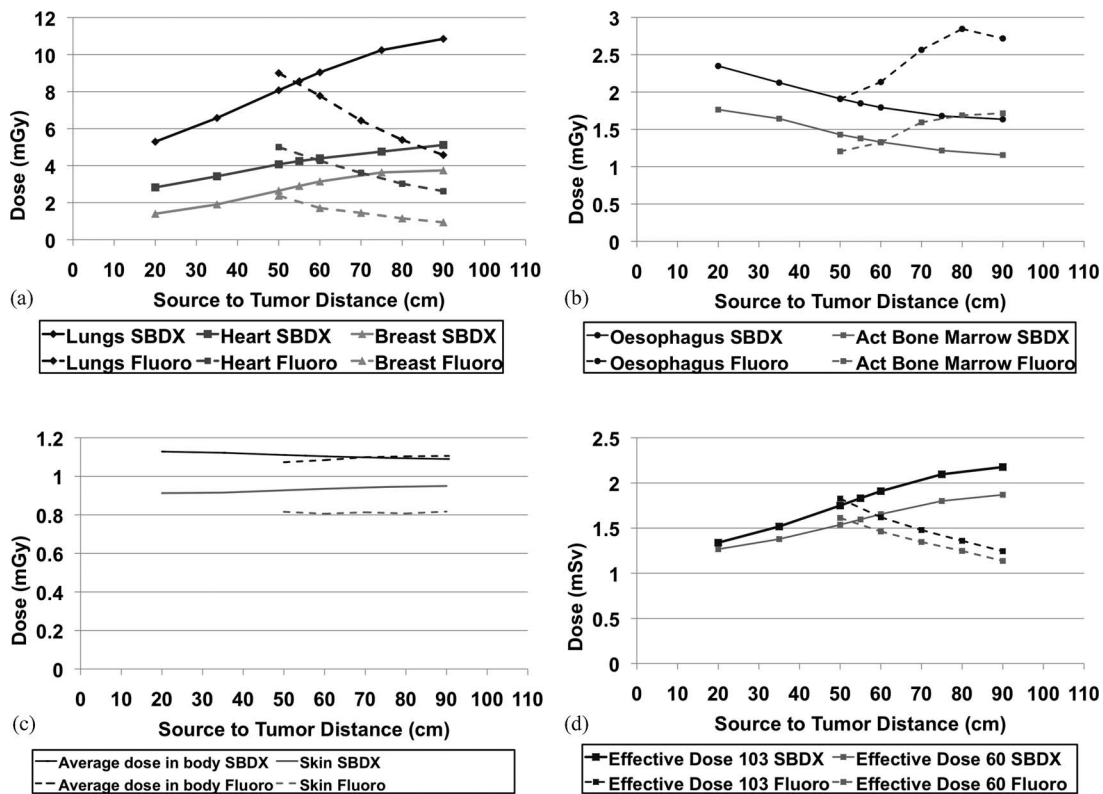 12
10
8
6
4
2
0
Dose (mGy)
0 10 20 30 40 50 60 70 80 90 100 110
(a)
Source to Tumor Distance (cm)
Lungs SBDX Heart SBDX Breast SBDX
Lungs Fluoro Heart Fluoro Breast Fluoro
3
2.5
2
1.5
1
0.5
0
Dose (mGy)
0 10 20 30 40 50 60 70 80 90 100 110
(b)
Source to Tumor Distance (cm)
Oesophagus SBDX Act Bone Marrow SBDX
Oesophagus Fluoro Act Bone Marrow Fluoro
1.2
1
0.8
0.6
0.4
0.2
0
Dose (mGy)
0 10 20 30 40 50 60 70 80 90 100 110
(c)
Source to Tumor Distance (cm)
Average dose in body SBDX Skin SBDX
Average dose in body Fluoro Skin Fluoro
2.5
2
1.5
1
0.5
0
Dose (mSv)
0 10 20 30 40 50 60 70 80 90 100 110
(d)
Source to Tumor Distance (cm)
Effective Dose 103 SBDX Effective Dose 60 SBDX
Effective Dose 103 Fluoro Effective Dose 60 Fluoro